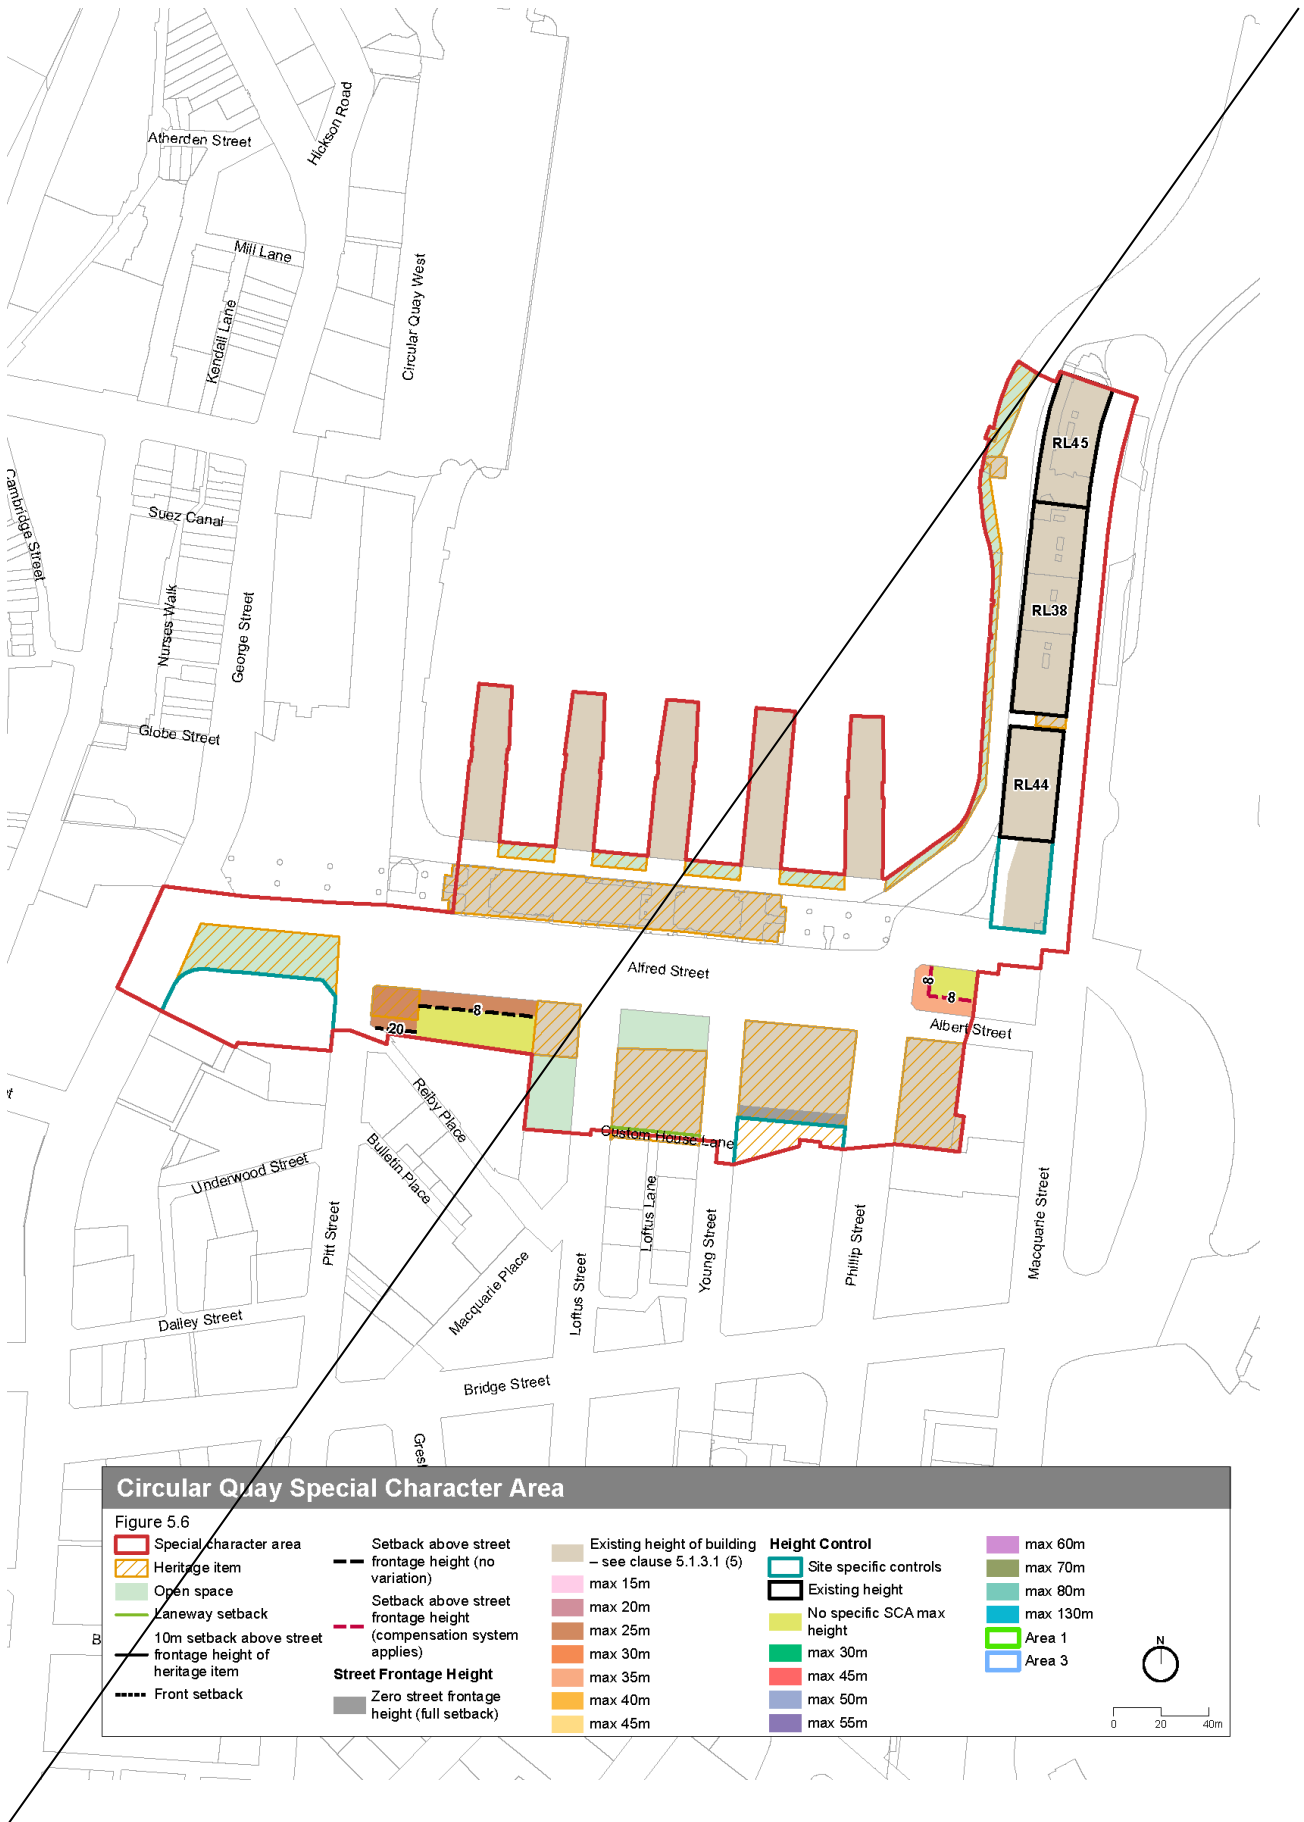 Atherden Street
Hickson Road
Mill Lane
Kendall Lane
Circular Quay West
RL45
Cambridge Street
Suez Canal
Nurses Walk
George Street
RL38
Globe Street
RL44
Alfred Street
8
8
8
20
Albert Street
Reiby Place
Bulletin Place
Custom House Lane
Underwood Street
Pitt Street
Loftus Lane
Young Street
Phillip Street
Macquarie Street
Macquarie Place
Loftus Street
Dalley Street
Bridge Street
Circular Quay Special Character Area
Figure 5.6
Special character area
Heritage item
Open space
Laneway setback
10m setback above street
frontage height of
heritage item
Front setback
Setback above street
frontage height (no
variation)
Setback above street
frontage height
(compensation system
applies)
Street Frontage Height
Zero street frontage
height (full setback)
Existing height of building
– see clause 5.1.3.1 (5)
max 15m
max 20m
max 25m
max 30m
max 35m
max 40m
max 45m
Height Control
Site specific controls
Existing height
No specific SCA max
height
max 30m
max 45m
max 50m
max 55m
max 60m
max 70m
max 80m
max 130m
Area 1
Area 3
N
0 20 40m